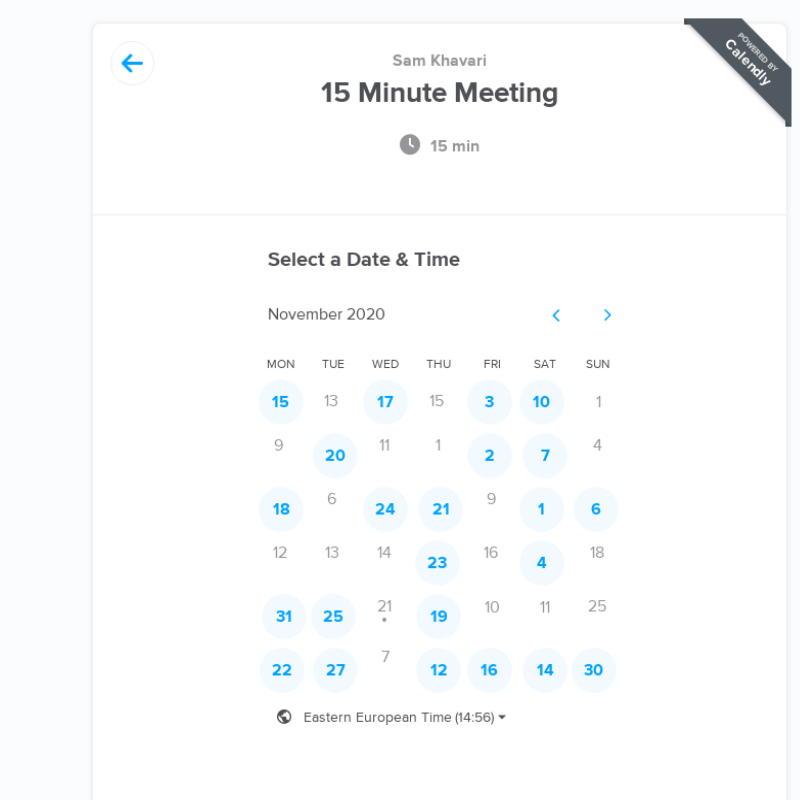 Sam Khavari
POWERED BY
Calendly
15 Minute Meeting
15 min
Select a Date & Time
November 2020
MON TUE WED THU FRI SAT SUN
15 13 17 15 3 10 1
9 20 11 1 2 7 4
18 6 24 21 9 1 6
12 13 14 23 16 4 18
31 25 21 19 10 11 25
22 27 7 12 16 14 30
Eastern European Time (14:56)